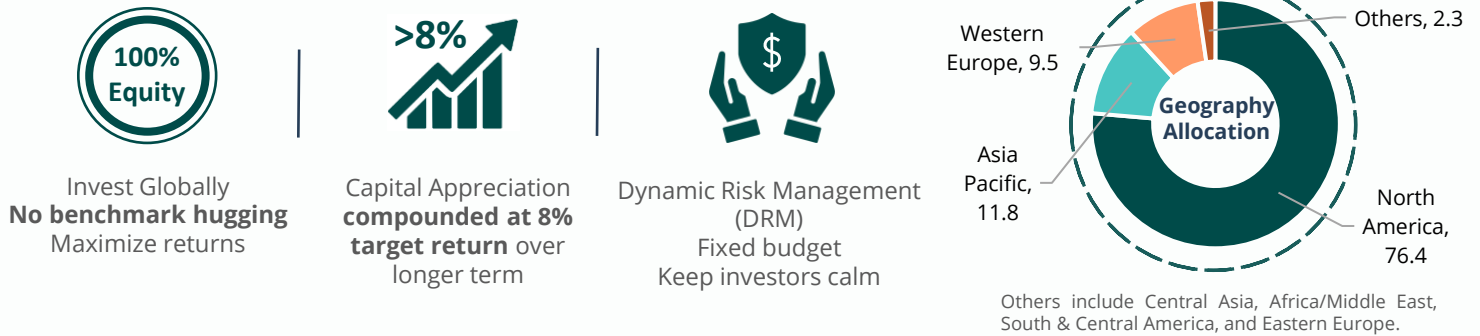 100%
Equity
Invest Globally
No benchmark hugging
Maximize returns
>8%
Capital Appreciation
compounded at 8%
target return over
longer term
$
Dynamic Risk Management
(DRM)
Fixed budget
Keep investors calm
Geography
Allocation
Others, 2.3
Western
Europe, 9.5
Asia
Pacific,
11.8
North
America,
76.4
Others include Central Asia, Africa/Middle East,
South & Central America, and Eastern Europe.